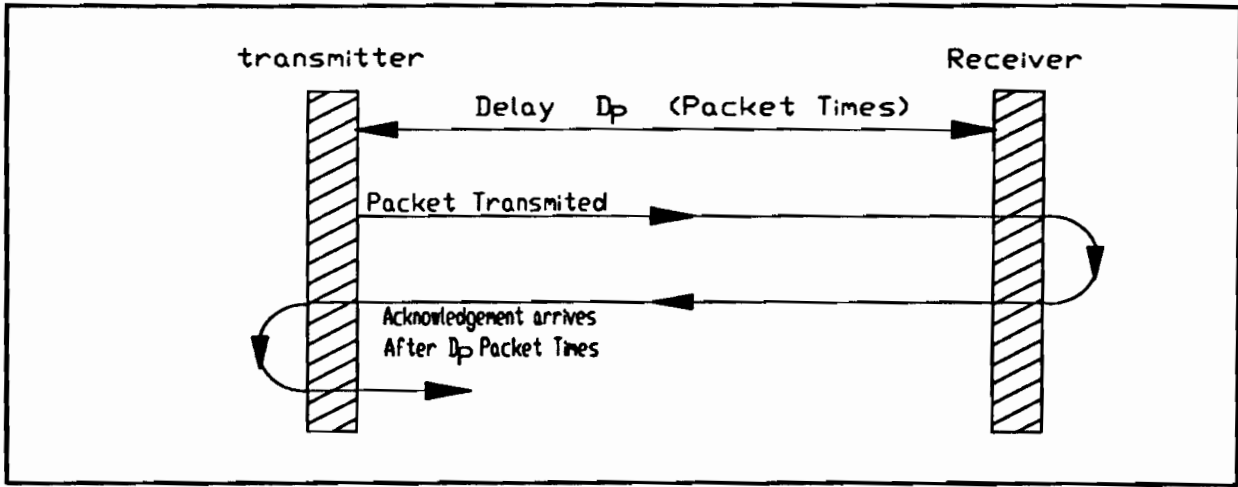 transmitter
Receiver
Delay Dp (Packet Times)
Packet Transmited
Acknowledgement arrives
After Dp Packet Times